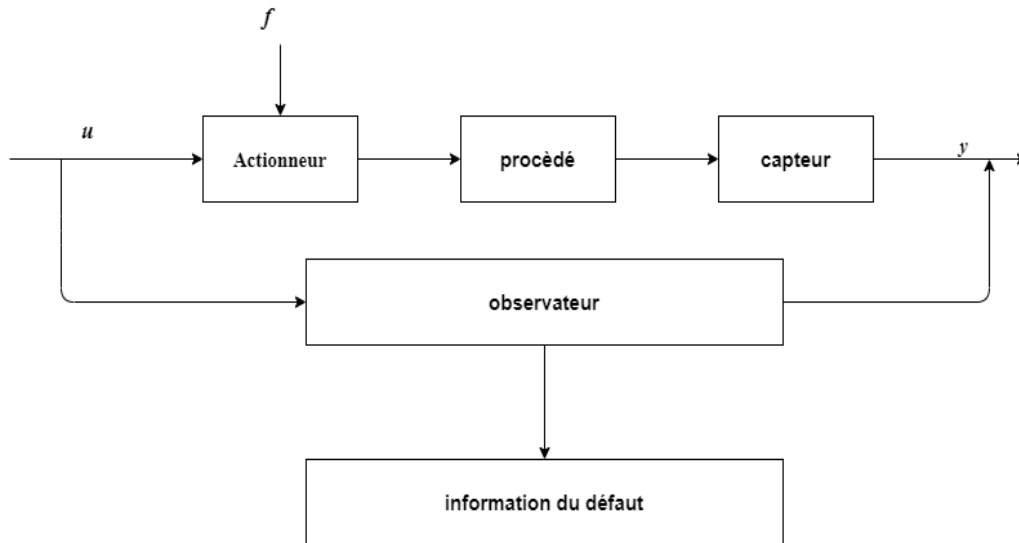 f
u
Actionneur
procèdé
capteur
y
observateur
information du défaut